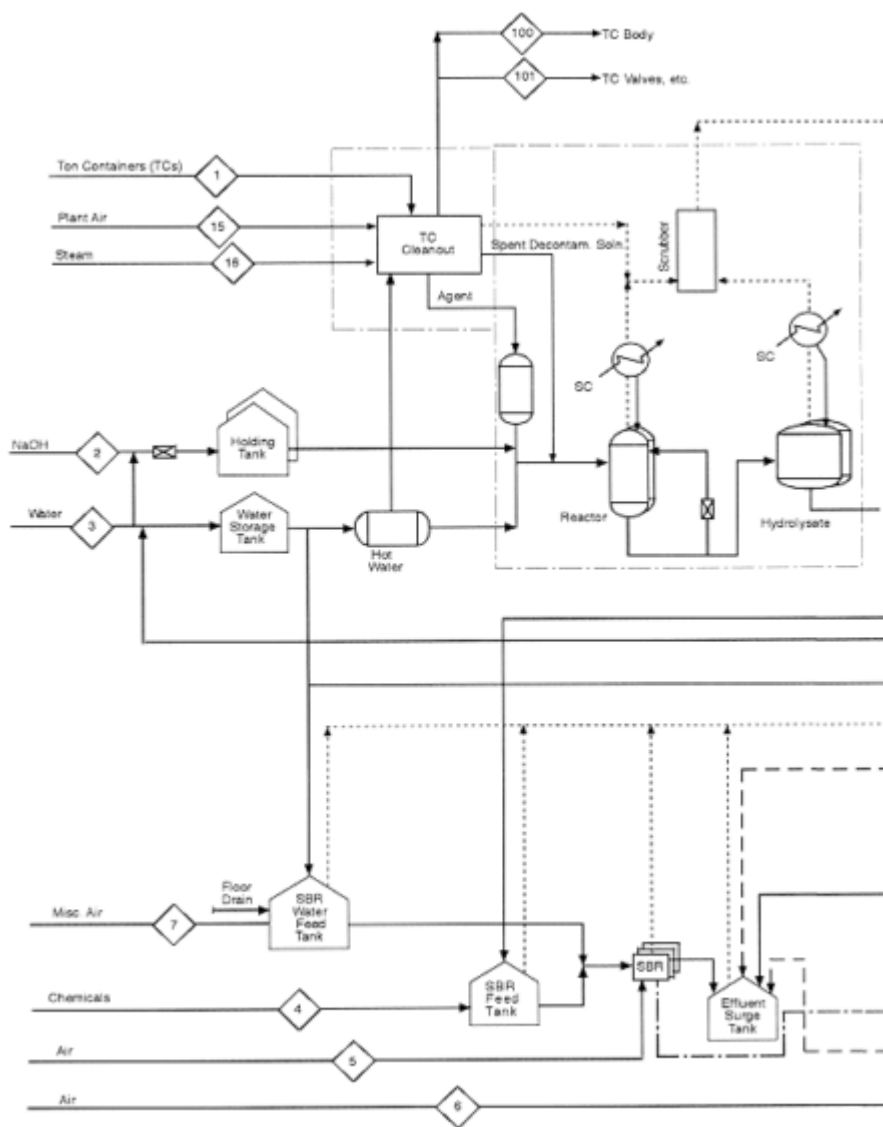 100
TC Body
101
TC Valves, etc.
Ton Containers (TCs)
1
Plant Air
15
Steam
16
TC
Cleanout
Spent Decontam. Soln.
Scrubber
Agent
SC
SC
NaOH
2
Holding
Tank
Water
3
Water
Storage
Tank
Hot
Water
Reactor
Hydrolysate
Floor
Drain
Misc. Air
7
SBR
Water
Feed
Tank
SBR
Chemicals
4
SBR
Feed
Tank
Effluent
Surge
Tank
Air
5
Air
6